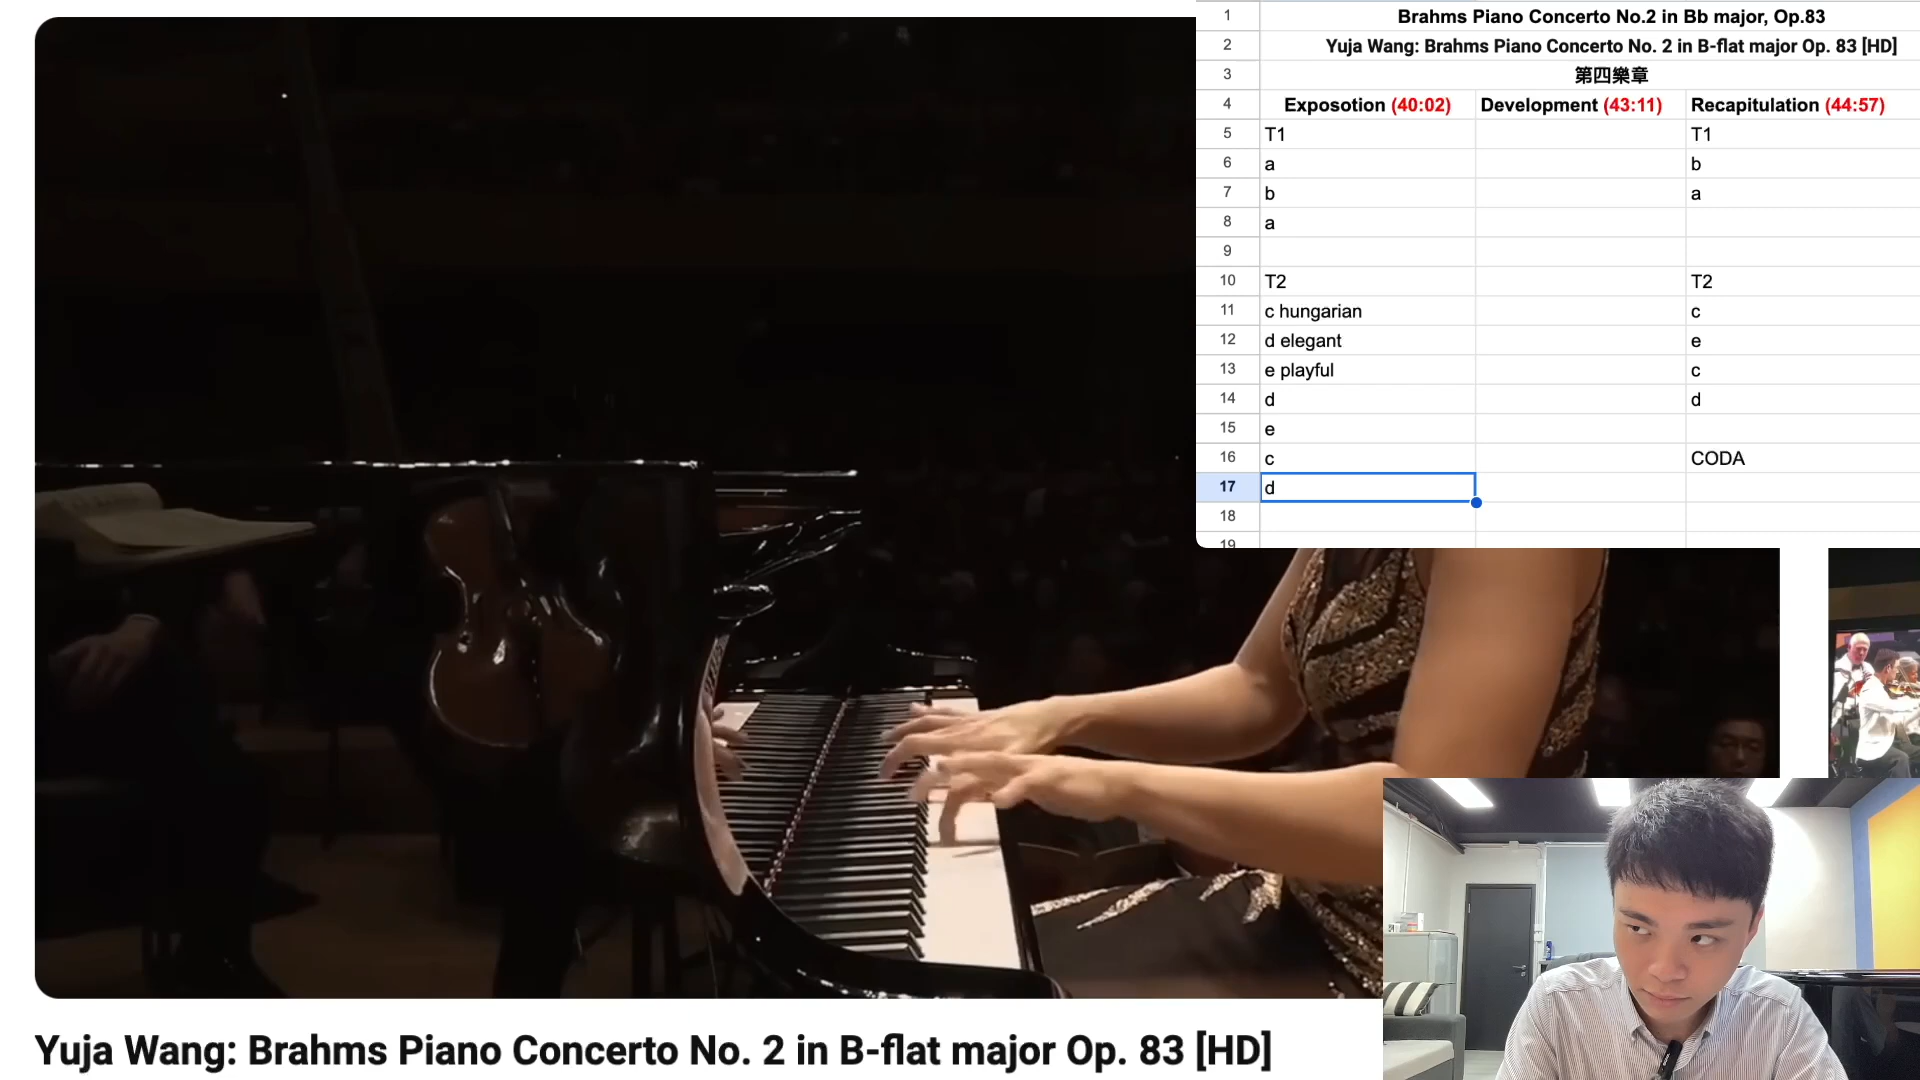 1 Brahms Piano Concerto No.2 in Bb major, Op.83
2 Yuja Wang: Brahms Piano Concerto No. 2 in B-flat major Op. 83 [HD]
3 第四樂章
4 Exposotion (40:02) Development (43:11) Recapitulation (44:57)
5 T1 T1
6 a b
7 b a
8 a
9
10 T2 T2
11 c hungarian c
12 d elegant e
13 e playful c
14 d d
15 e
16 c CODA
17 d
18
19
Yuja Wang: Brahms Piano Concerto No. 2 in B-flat major Op. 83 [HD]